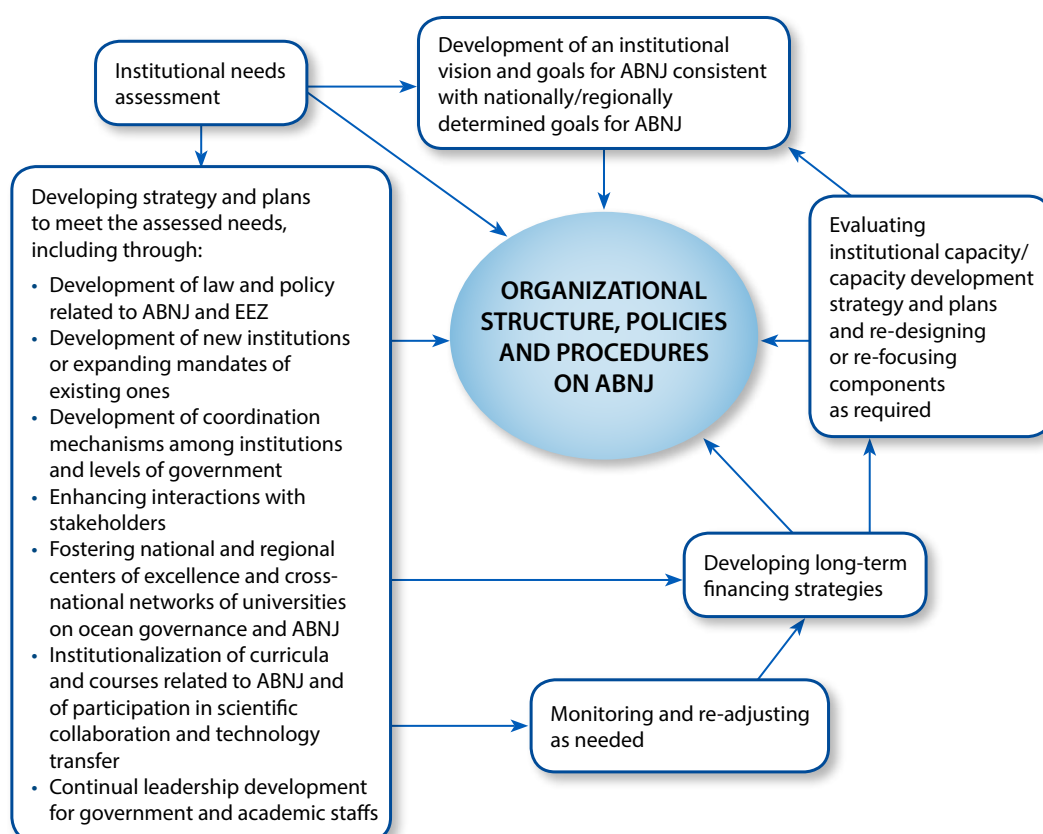 Institutional needs
assessment
Development of an institutional
vision and goals for ABNJ consistent
with nationally/regionally
determined goals for ABNJ
Developing strategy and plans
to meet the assessed needs,
including through:
• Development of law and policy
related to ABNJ and EEZ
• Development of new institutions
or expanding mandates of
existing ones
• Development of coordination
mechanisms among institutions
and levels of government
• Enhancing interactions with
stakeholders
• Fostering national and regional
centers of excellence and cross-
national networks of universities
on ocean governance and ABNJ
• Institutionalization of curricula
and courses related to ABNJ and
of participation in scientific
collaboration and technology
transfer
• Continual leadership development
for government and academic staffs
ORGANIZATIONAL
STRUCTURE, POLICIES
AND PROCEDURES
ON ABNJ
Evaluating
institutional capacity/
capacity development
strategy and plans
and re-designing
or re-focusing
components
as required
Developing long-term
financing strategies
Monitoring and re-adjusting
as needed